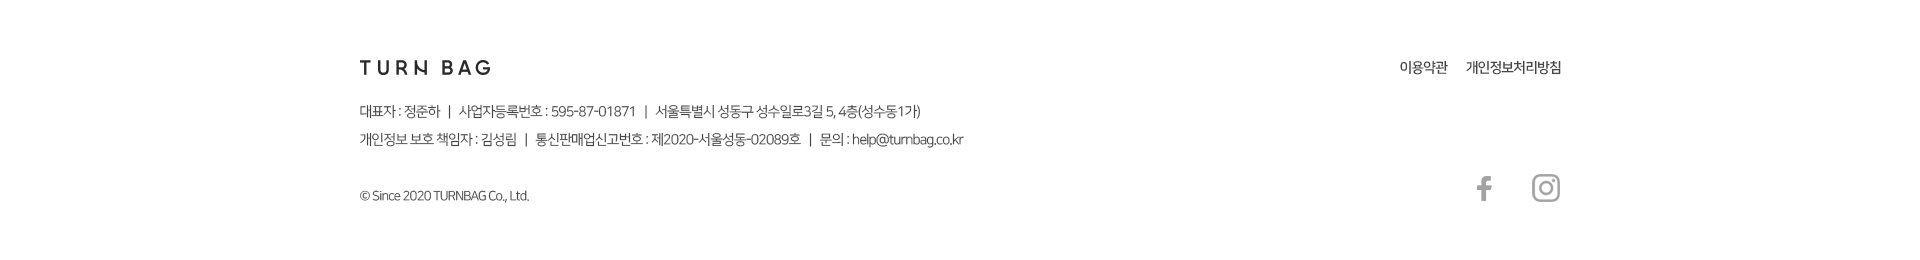 TURN BAG
이용약관 개인정보처리방침
대표자 : 정준하 | 사업자등록번호 : 595-87-01871 | 서울특별시 성동구 성수일로3길 5, 4층(성수동1가)
개인정보 보호 책임자 : 김성림 | 통신판매업신고번호 : 제2020-서울성동-02089호 | 문의 : help@turnbag.co.kr
© Since 2020 TURNBAG Co., Ltd.